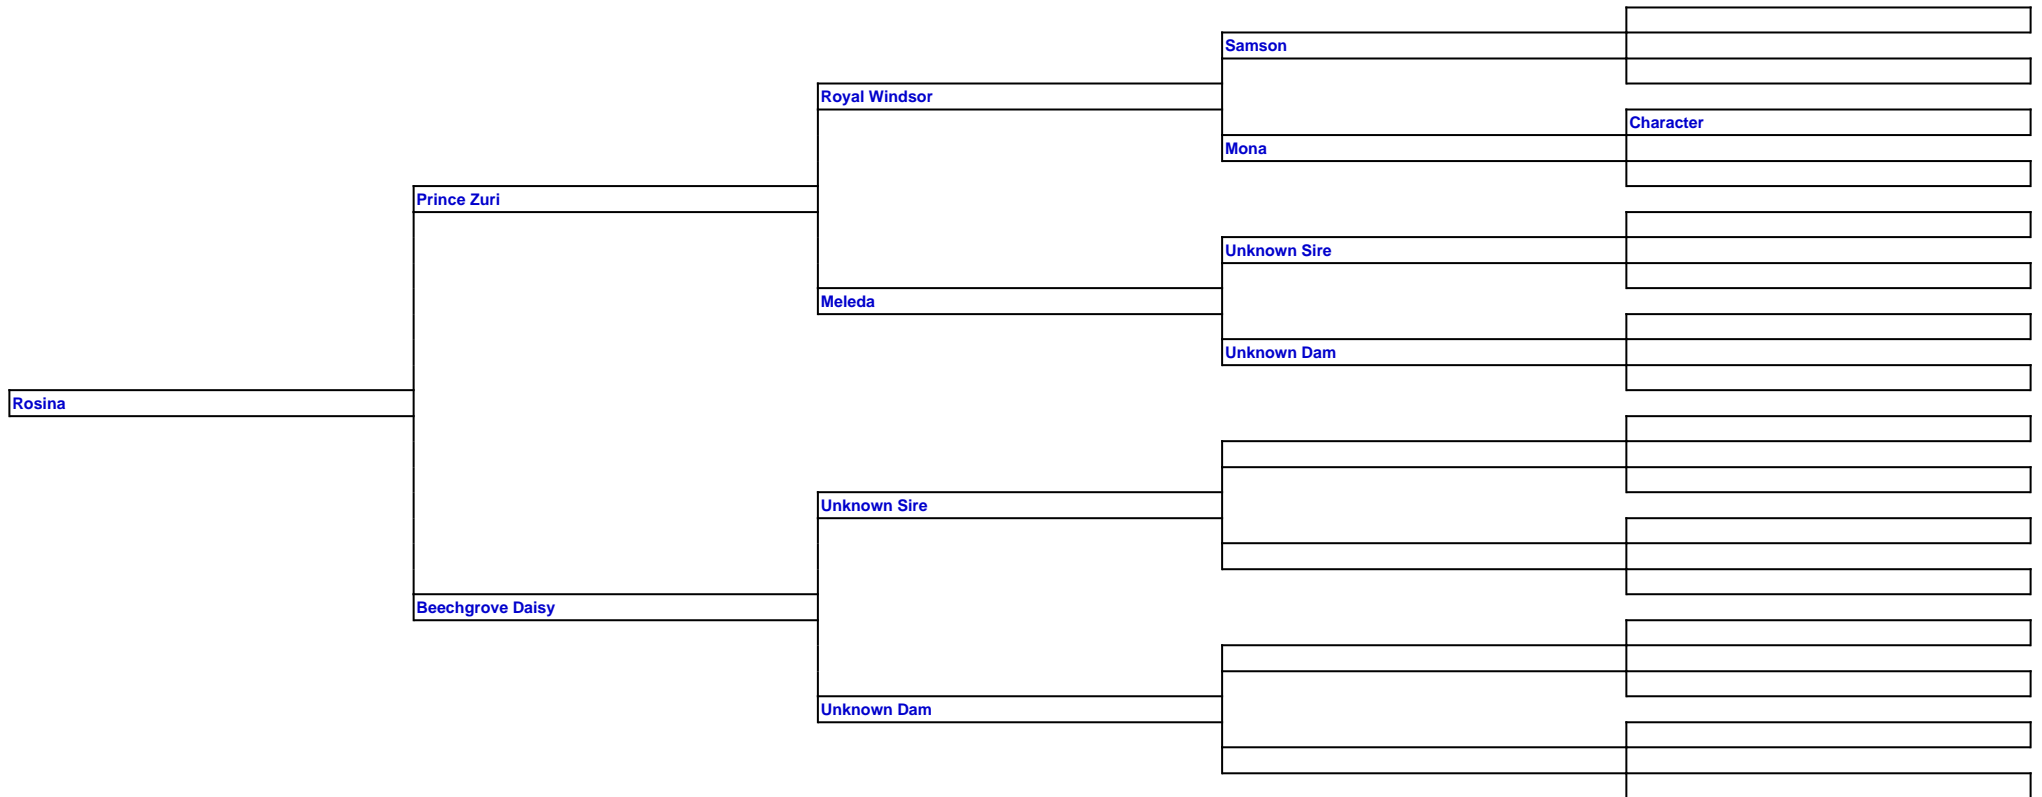 Samson
Royal Windsor
Character
Mona
Prince Zuri
Unknown Sire
Meleda
Unknown Dam
Rosina
Unknown Sire
Beechgrove Daisy
Unknown Dam